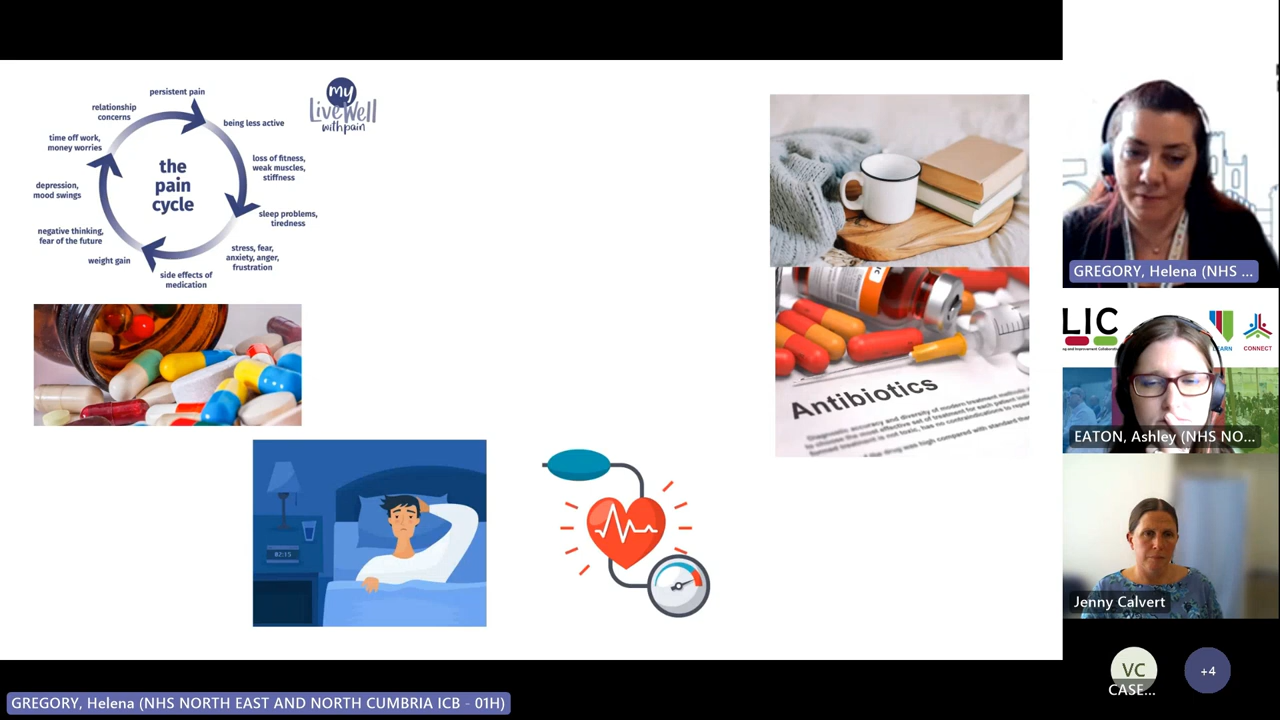 persistent pain
being less active
loss of fitness,
weak muscles,
stiffness
sleep problems,
tiredness
stress, fear,
anxiety, anger,
frustration
side effects of
medication
weight gain
negative thinking,
fear of the future
depression,
mood swings
time off work,
money worries
relationship
concerns
the
pain
cycle
my
LiveWell
with pain
02:15
Antibiotics
GREGORY, Helena (NHS ...
LIC
CONNECT
EATON, Ashley (NHS NO...
Jenny Calvert
VC
CASE...
+4
GREGORY, Helena (NHS NORTH EAST AND NORTH CUMBRIA ICB - 01H)